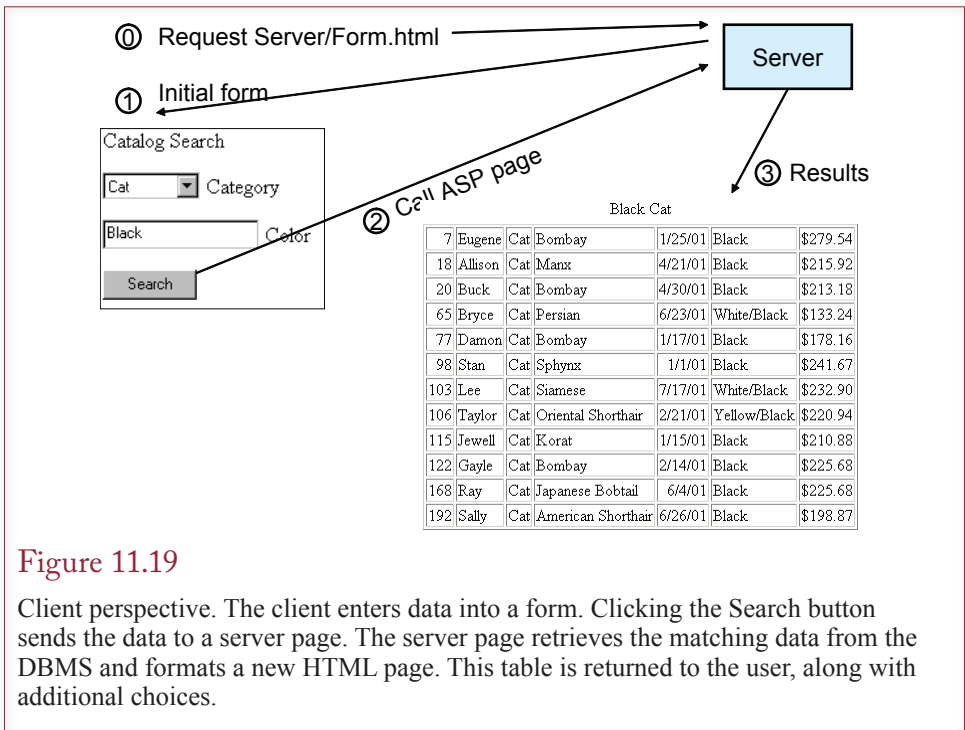 0 Request Server/Form.html
Server
1 Initial form
Catalog Search
Cat Category
Black Color
Search
2 Call ASP page
3 Results
Black Cat
7 Eugene Cat Bombay 1/25/01 Black $279.54
18 Allison Cat Manx 4/21/01 Black $215.92
20 Buck Cat Bombay 4/30/01 Black $213.18
65 Bryce Cat Persian 6/23/01 White/Black $133.24
77 Damon Cat Bombay 1/17/01 Black $178.16
98 Stan Cat Sphynx 1/1/01 Black $241.67
103 Lee Cat Siamese 7/17/01 White/Black $232.90
106 Taylor Cat Oriental Shorthair 2/21/01 Yellow/Black $220.94
115 Jewell Cat Korat 1/15/01 Black $210.88
122 Gayle Cat Bombay 2/14/01 Black $225.68
168 Ray Cat Japanese Bobtail 6/4/01 Black $225.68
192 Sally Cat American Shorthair 6/26/01 Black $198.87
Figure 11.19
Client perspective. The client enters data into a form. Clicking the Search button
sends the data to a server page. The server page retrieves the matching data from the
DBMS and formats a new HTML page. This table is returned to the user, along with
additional choices.